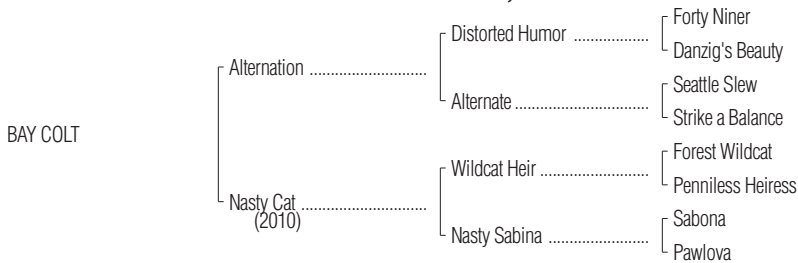 Forty Niner
Distorted Humor ..................
Danzig's Beauty
Alternation ............................
Seattle Slew
Alternate ................................
Strike a Balance
BAY COLT
Forest Wildcat
Wildcat Heir ..........................
Penniless Heiress
Nasty Cat ..............................
(2010)
Sabona
Nasty Sabina ........................
Pawlova